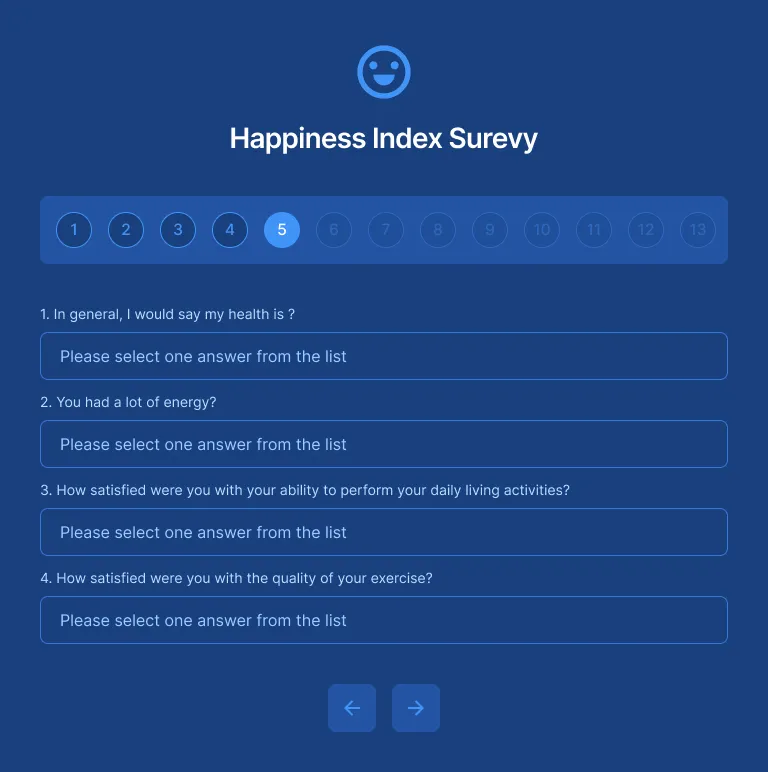 Happiness Index Surevy
1 2 3 4 5 6 7 8 9 10 11 12 13
1. In general, I would say my health is ?
Please select one answer from the list
2. You had a lot of energy?
Please select one answer from the list
3. How satisfied were you with your ability to perform your daily living activities?
Please select one answer from the list
4. How satisfied were you with the quality of your exercise?
Please select one answer from the list